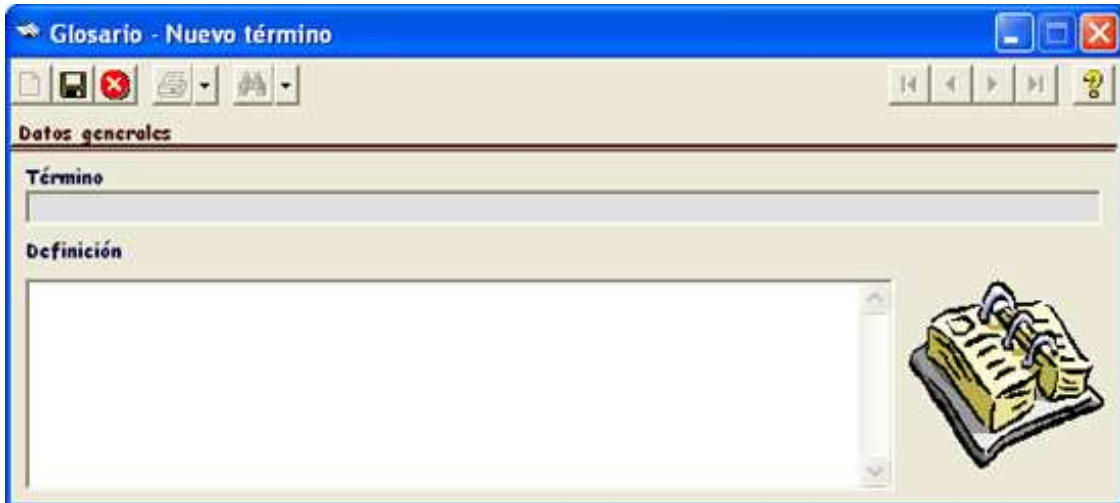 Glosario - Nuevo término
Datos generales
Término
Definición